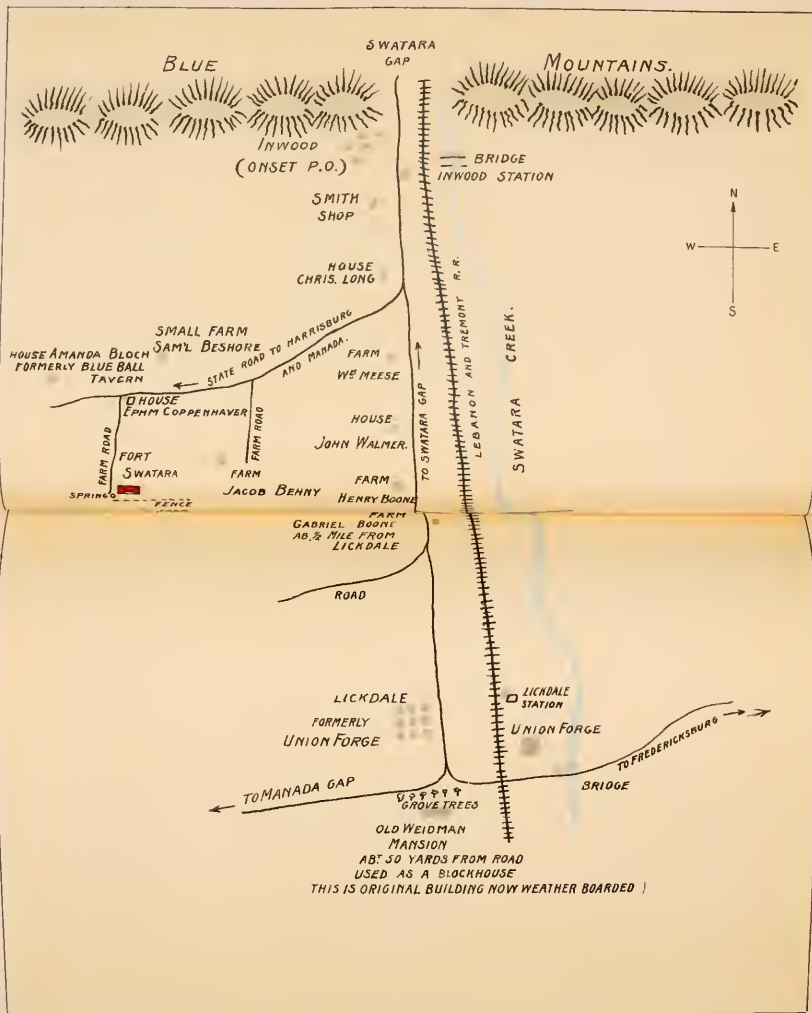 SWATARA
GAP
BLUE
MOUNTAINS.
INWOOD
(ONSET P.O.)
BRIDGE
INWOOD STATION
SMITH
SHOP
N
W E
S
HOUSE
CHRIS. LONG
LEBANON AND TREMONT R.R.
SWATARA CREEK.
SMALL FARM
SAM'L BESHORE
STATE ROAD TO HARRISBURG
AND MANADA.
HOUSE AMANDA BLOCH
FORMERLY BLUE BALL
TAVERN
FARM
WM MEESE
TO SWATARA GAP
HOUSE
EPHM COPPENHAVER
FARM ROAD
FARM ROAD
HOUSE
JOHN WALMER.
FORT
SWATARA
FARM
JACOB BENNY
SPRING
FENCE
FARM
HENRY BOONE
FARM
GABRIEL BOONE
AB. ½ MILE FROM
LICKDALE
ROAD
LICKDALE
FORMERLY
UNION FORGE
LICKDALE
STATION
UNION FORGE
TO FREDERICKSBURG
BRIDGE
TO MANADA GAP
GROVE TREES
OLD WEIDMAN
MANSION
ABT 50 YARDS FROM ROAD
USED AS A BLOCKHOUSE
THIS IS ORIGINAL BUILDING NOW WEATHER BOARDED )